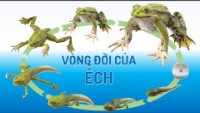 VÒNG ĐỜI CỦA
ẾCH